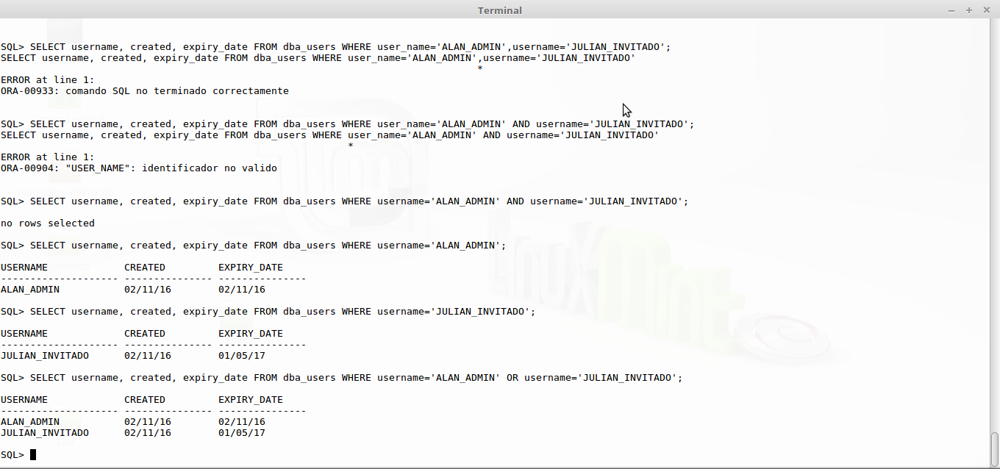 Terminal
SQL> SELECT username, created, expiry_date FROM dba_users WHERE user_name='ALAN_ADMIN',username='JULIAN_INVITADO';
SELECT username, created, expiry_date FROM dba_users WHERE user_name='ALAN_ADMIN',username='JULIAN_INVITADO'
*
ERROR at line 1:
ORA-00933: comando SQL no terminado correctamente
SQL> SELECT username, created, expiry_date FROM dba_users WHERE user_name='ALAN_ADMIN' AND username='JULIAN_INVITADO';
SELECT username, created, expiry_date FROM dba_users WHERE user_name='ALAN_ADMIN' AND username='JULIAN_INVITADO'
*
ERROR at line 1:
ORA-00904: "USER_NAME": identificador no valido
SQL> SELECT username, created, expiry_date FROM dba_users WHERE username='ALAN_ADMIN' AND username='JULIAN_INVITADO';
no rows selected
SQL> SELECT username, created, expiry_date FROM dba_users WHERE username='ALAN_ADMIN';
USERNAME CREATED EXPIRY_DATE
-------------------- --------------- ---------------
ALAN_ADMIN 02/11/16 02/11/16
SQL> SELECT username, created, expiry_date FROM dba_users WHERE username='JULIAN_INVITADO';
USERNAME CREATED EXPIRY_DATE
-------------------- --------------- ---------------
JULIAN_INVITADO 02/11/16 01/05/17
SQL> SELECT username, created, expiry_date FROM dba_users WHERE username='ALAN_ADMIN' OR username='JULIAN_INVITADO';
USERNAME CREATED EXPIRY_DATE
-------------------- --------------- ---------------
ALAN_ADMIN 02/11/16 02/11/16
JULIAN_INVITADO 02/11/16 01/05/17
SQL>
LinuxMint